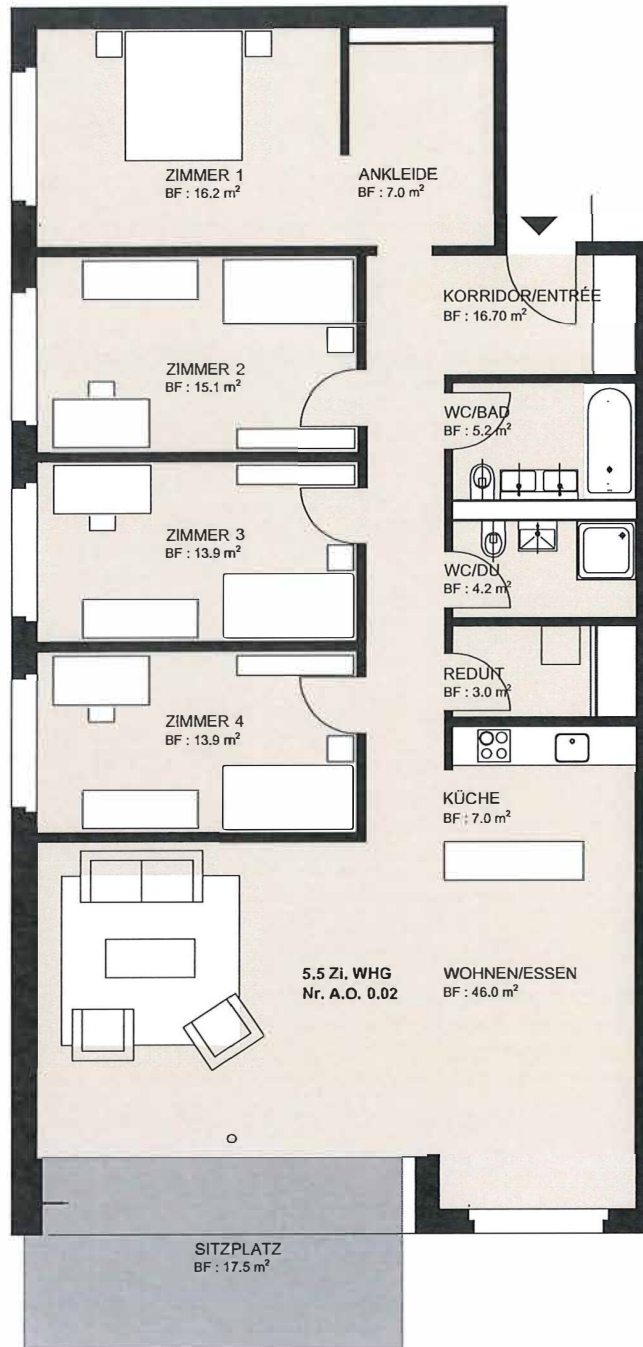 ZIMMER 1
BF : 16.2 m²
ANKLEIDE
BF : 7.0 m²
KORRIDOR/ENTRÉE
BF : 16.70 m²
ZIMMER 2
BF : 15.1 m²
WC/BAD
BF : 5.2 m²
ZIMMER 3
BF : 13.9 m²
WC/DU
BF : 4.2 m²
REDUIT
BF : 3.0 m²
ZIMMER 4
BF : 13.9 m²
KÜCHE
BF : 7.0 m²
5.5 Zi. WHG
Nr. A.O. 0.02
WOHNEN/ESSEN
BF : 46.0 m²
SITZPLATZ
BF : 17.5 m²